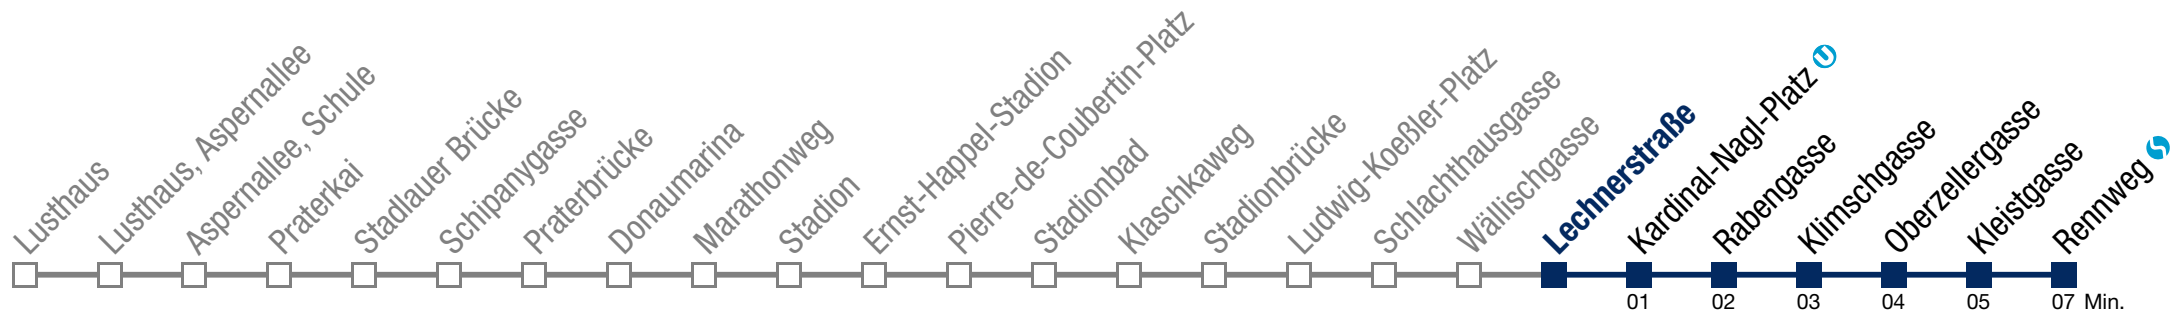 Lusthaus
Lusthaus, Aspernallee
Aspernallee, Schule
Praterkai
Stadlauer Brücke
Schipanygasse
Praterbrücke
Donaumarina
Marathonweg
Stadion
Ernst-Happel-Stadion
Pierre-de-Coubertin-Platz
Stadionbad
Klaschkaweg
Stadionbrücke
Ludwig-Koeßler-Platz
Schlachthausgasse
Wällischgasse
Lechnerstraße
Kardinal-Nagl-Platz U
Rabengasse
Klimschgasse
Oberzellergasse
Kleistgasse
Rennweg S
01 02 03 04 05 07 Min.